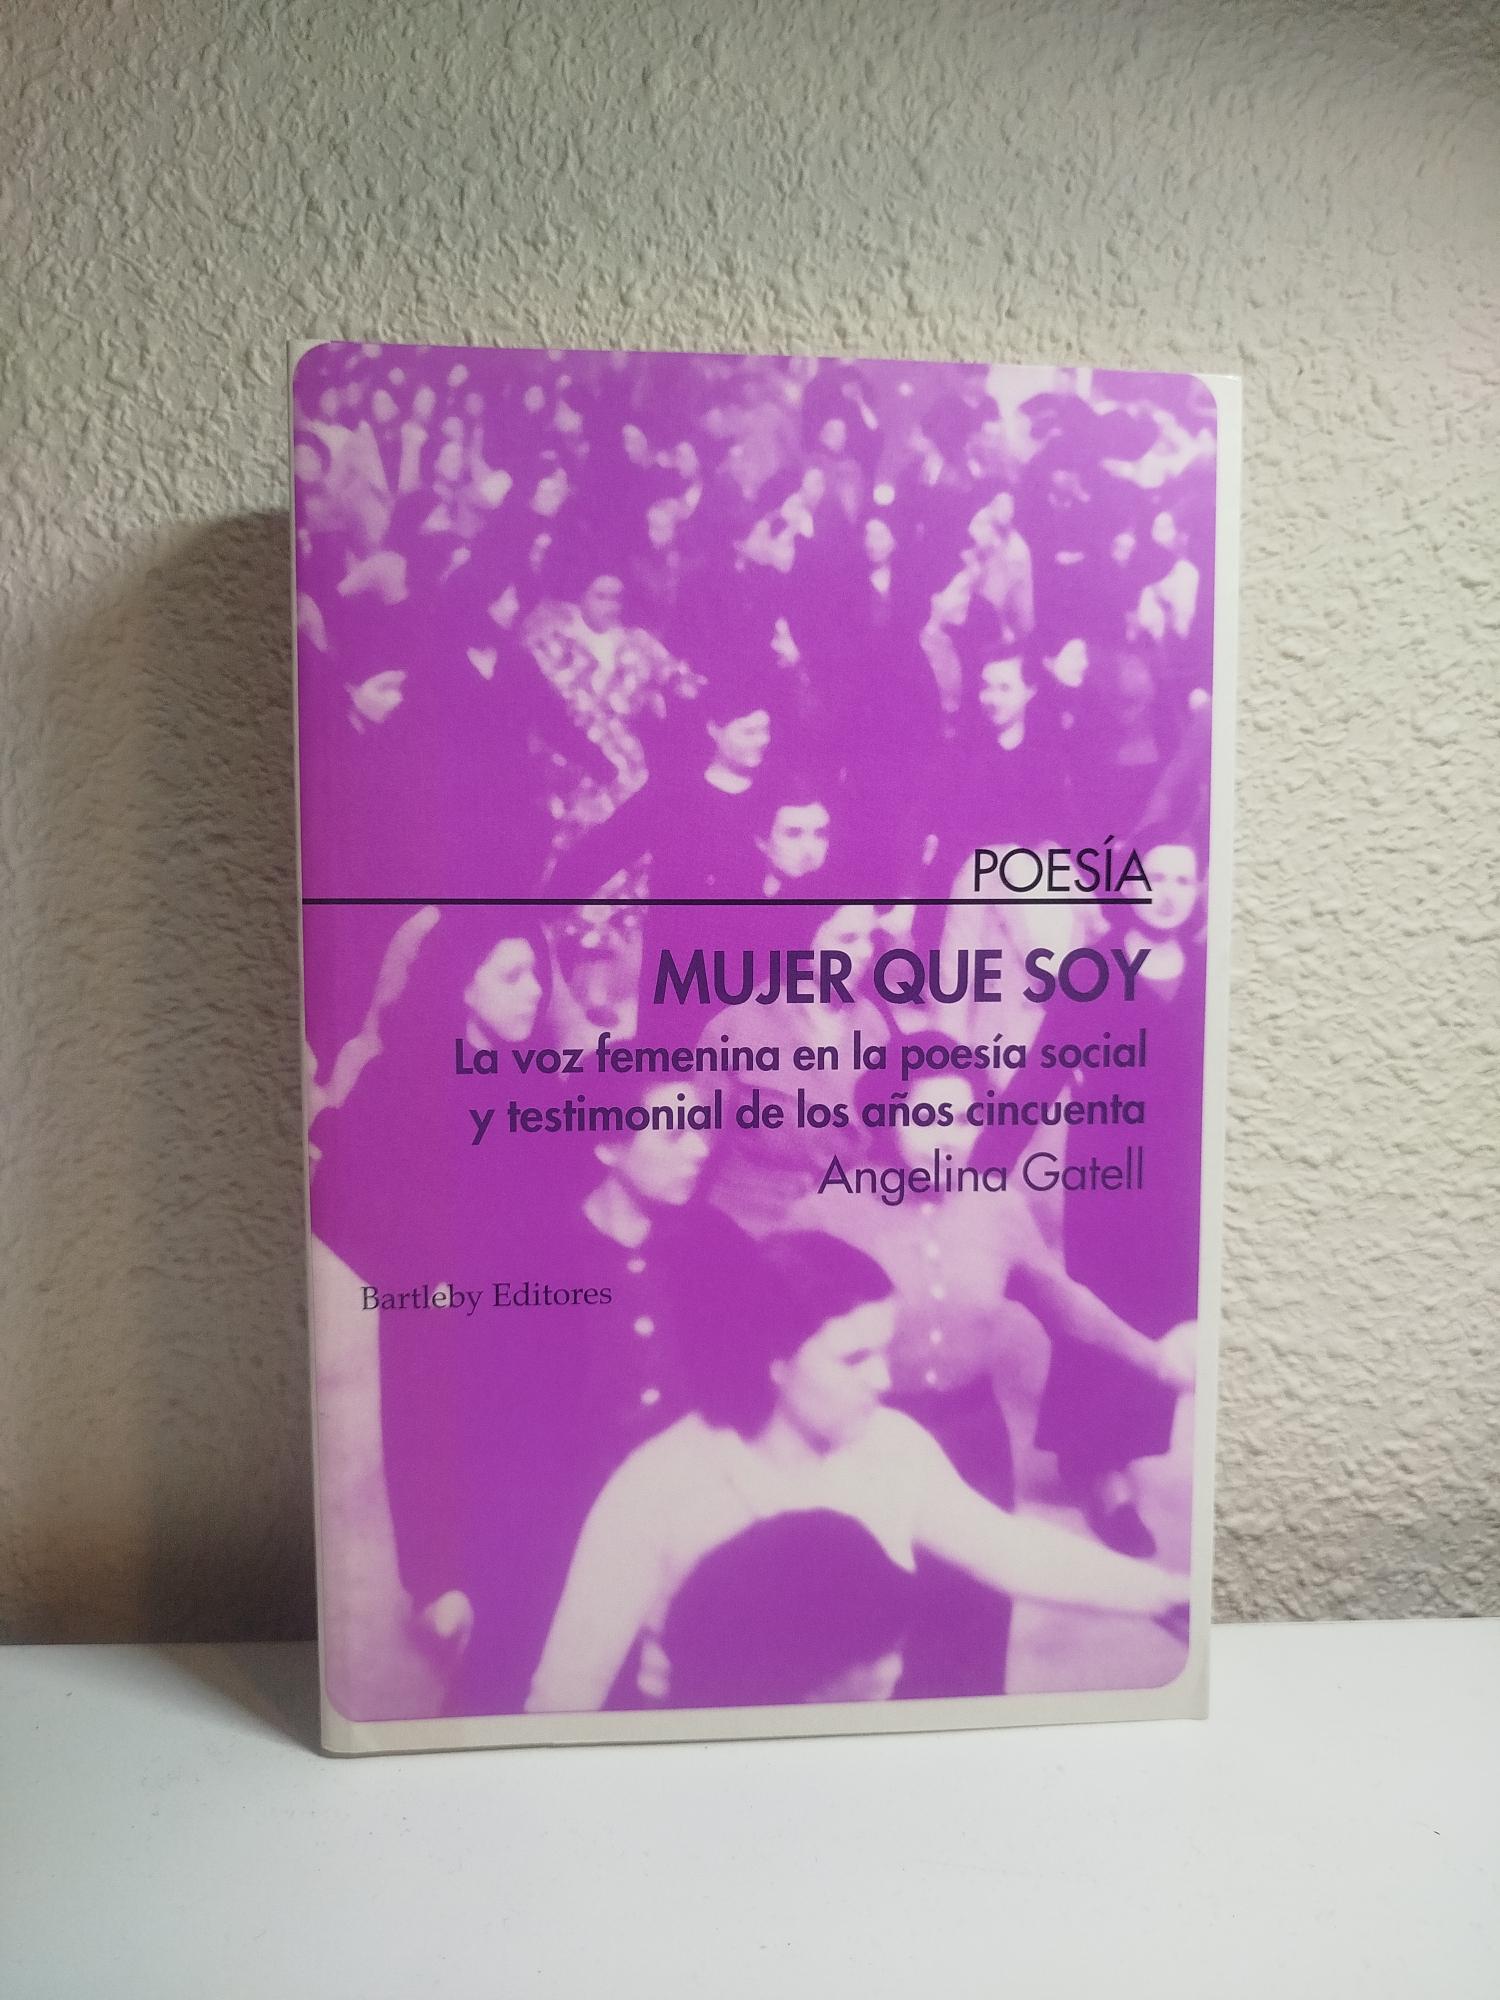 POESÍA
MUJER QUE SOY
La voz femenina en la poesía social
y testimonial de los años cincuenta
Angelina Gatell
Bartleby Editores